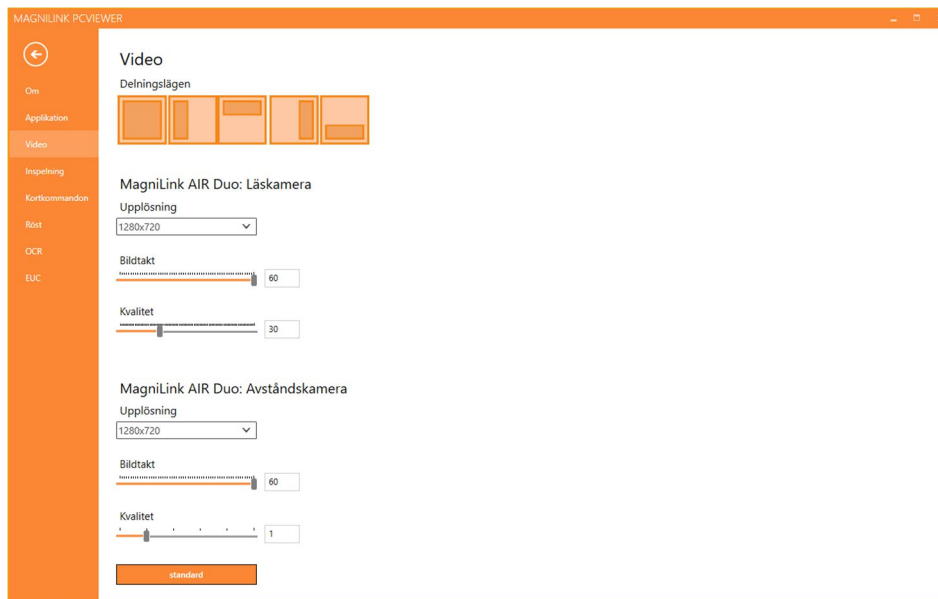 MAGNILINK PCVIEWER
Om
Applikation
Video
Inspelning
Kortkommandon
Röst
OCR
EUC
Video
Delningslägen
MagniLink AIR Duo: Läskamera
Upplösning
1280x720
Bildtakt
60
Kvalitet
30
MagniLink AIR Duo: Avståndskamera
Upplösning
1280x720
Bildtakt
60
Kvalitet
1
standard